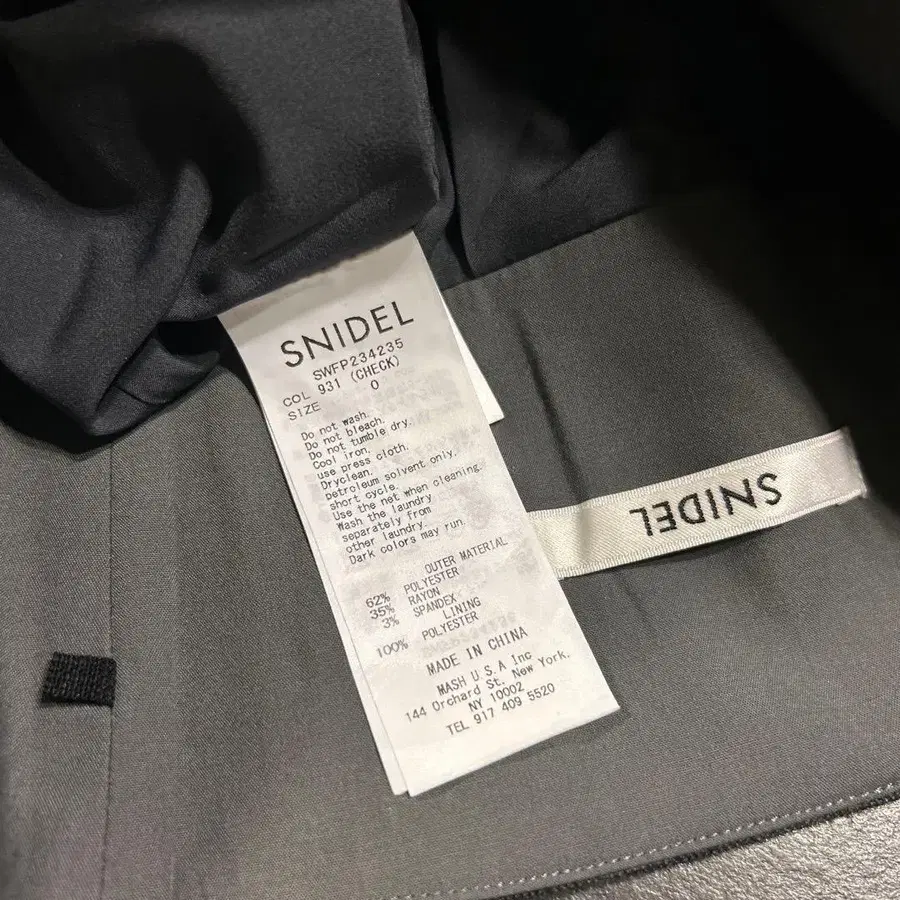 SNIDEL
SWFP234235
COL 931 (CHECK)
SIZE 0
Do not wash.
Do not bleach.
Do not tumble dry.
Cool iron.
use press cloth.
Dryclean.
petroleum solvent only.
short cycle.
Use the net when cleaning.
Wash the laundry
separately from
other laundry.
Dark colors may run.
OUTER MATERIAL
62% POLYESTER
35% RAYON
3% SPANDEX
LINING
100% POLYESTER
MADE IN CHINA
MASH U.S.A Inc
144 Orchard St. New York.
NY 10002
TEL 917 409 5520
SNIDEL